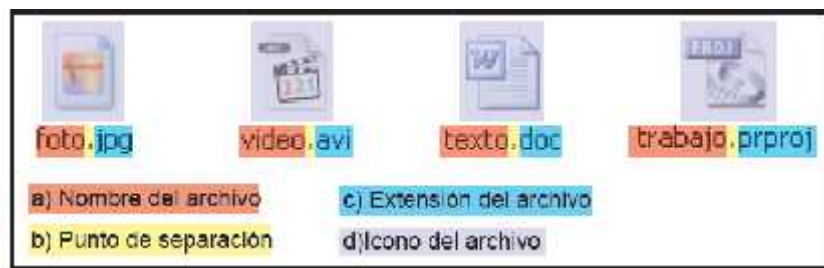 foto.jpg video.avi texto.doc trabajo.prproj
a) Nombre del archivo c) Extensión del archivo
b) Punto de separación d)Icono del archivo